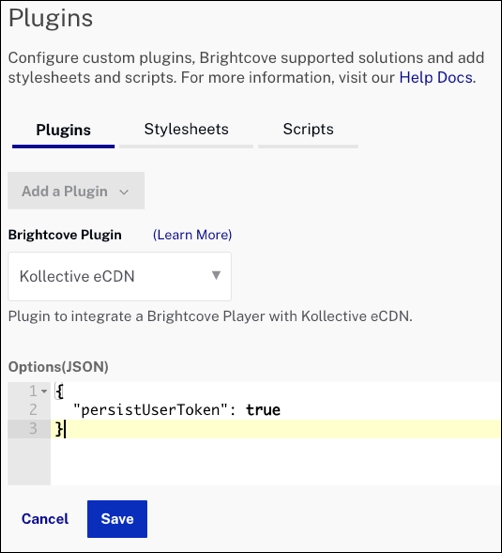 Plugins
Configure custom plugins, Brightcove supported solutions and add
stylesheets and scripts. For more information, visit our Help Docs.
Plugins Stylesheets Scripts
Add a Plugin
Brightcove Plugin (Learn More)
Kollective eCDN
Plugin to integrate a Brightcove Player with Kollective eCDN.
Options(JSON)
1 {
2 "persistUserToken": true
3 }
Cancel Save